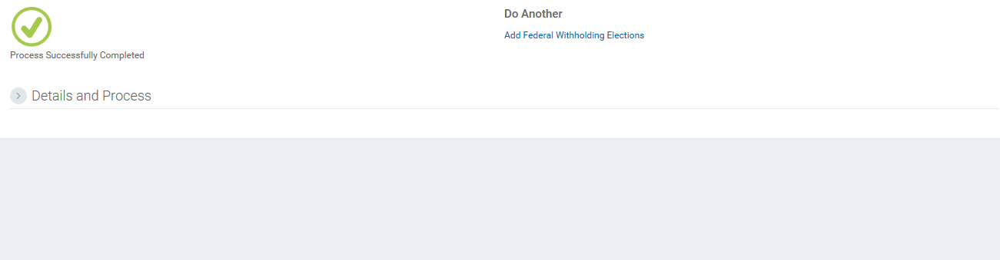 Process Successfully Completed
Do Another
Add Federal Withholding Elections
Details and Process